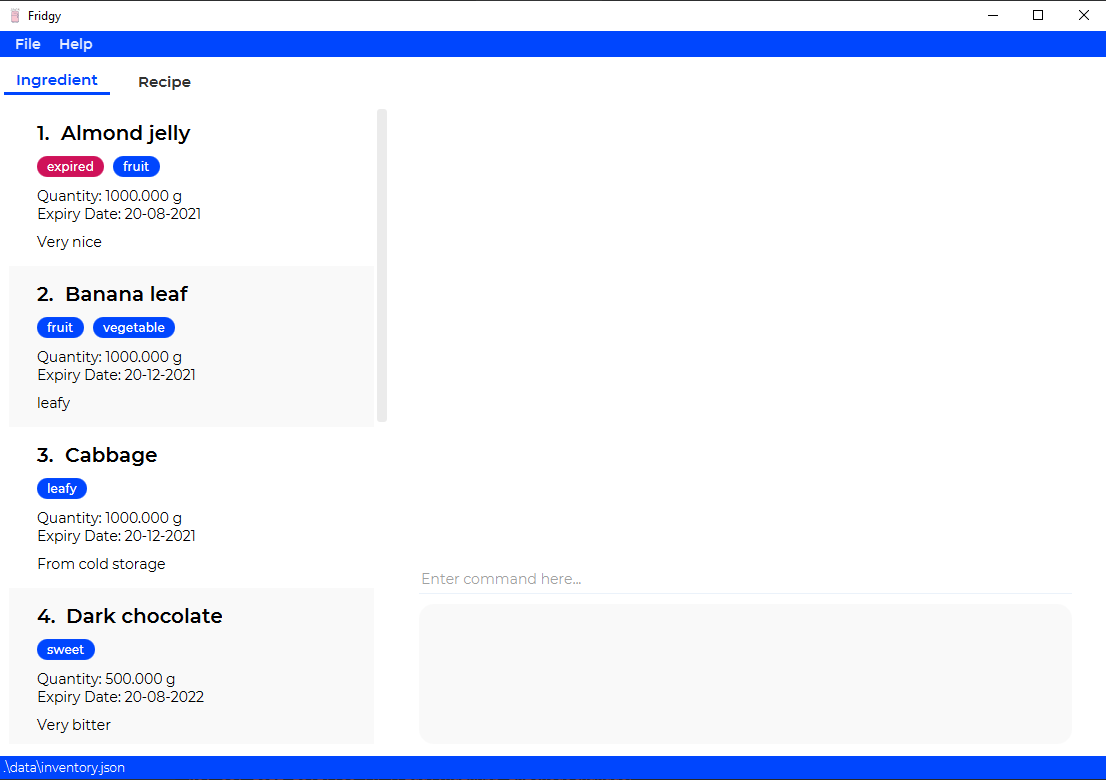 Fridgy
File Help
Ingredient Recipe
1. Almond jelly
expired fruit
Quantity: 1000.000 g
Expiry Date: 20-08-2021
Very nice
2. Banana leaf
fruit vegetable
Quantity: 1000.000 g
Expiry Date: 20-12-2021
leafy
3. Cabbage
leafy
Quantity: 1000.000 g
Expiry Date: 20-12-2021
From cold storage
4. Dark chocolate
sweet
Quantity: 500.000 g
Expiry Date: 20-08-2022
Very bitter
Enter command here...
.\data\inventory.json